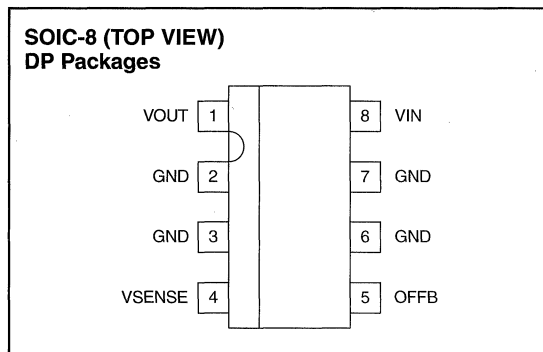 SOIC-8 (TOP VIEW)
DP Packages
VOUT 1 8 VIN
GND 2 7 GND
GND 3 6 GND
VSENSE 4 5 OFFB